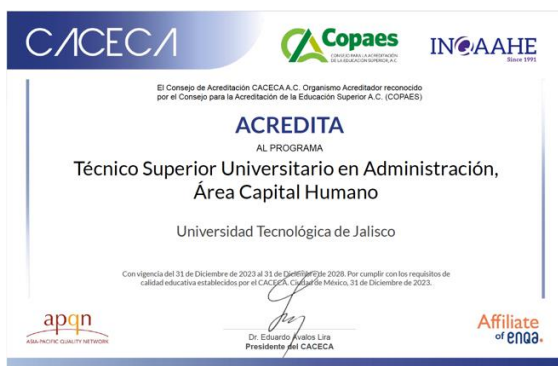 CACECA
Copaes
CONSEJO PARA LA ACREDITACIÓN
DE LA EDUCACIÓN SUPERIOR, A.C.
INQAAHE
Since 1991
El Consejo de Acreditación CACECA A.C. Organismo Acreditador reconocido
por el Consejo para la Acreditación de la Educación Superior A.C. (COPAES)
ACREDITA
AL PROGRAMA
Técnico Superior Universitario en Administración,
Área Capital Humano
Universidad Tecnológica de Jalisco
Con vigencia del 31 de Diciembre de 2023 al 31 de Diciembre de 2028. Por cumplir con los requisitos de
calidad educativa establecidos por el CACECA. Ciudad de México, 31 de Diciembre de 2023.
apqn
ASIA-PACIFIC QUALITY NETWORK
Dr. Eduardo Ávalos Lira
Presidente del CACECA
Affiliate
of enqa.